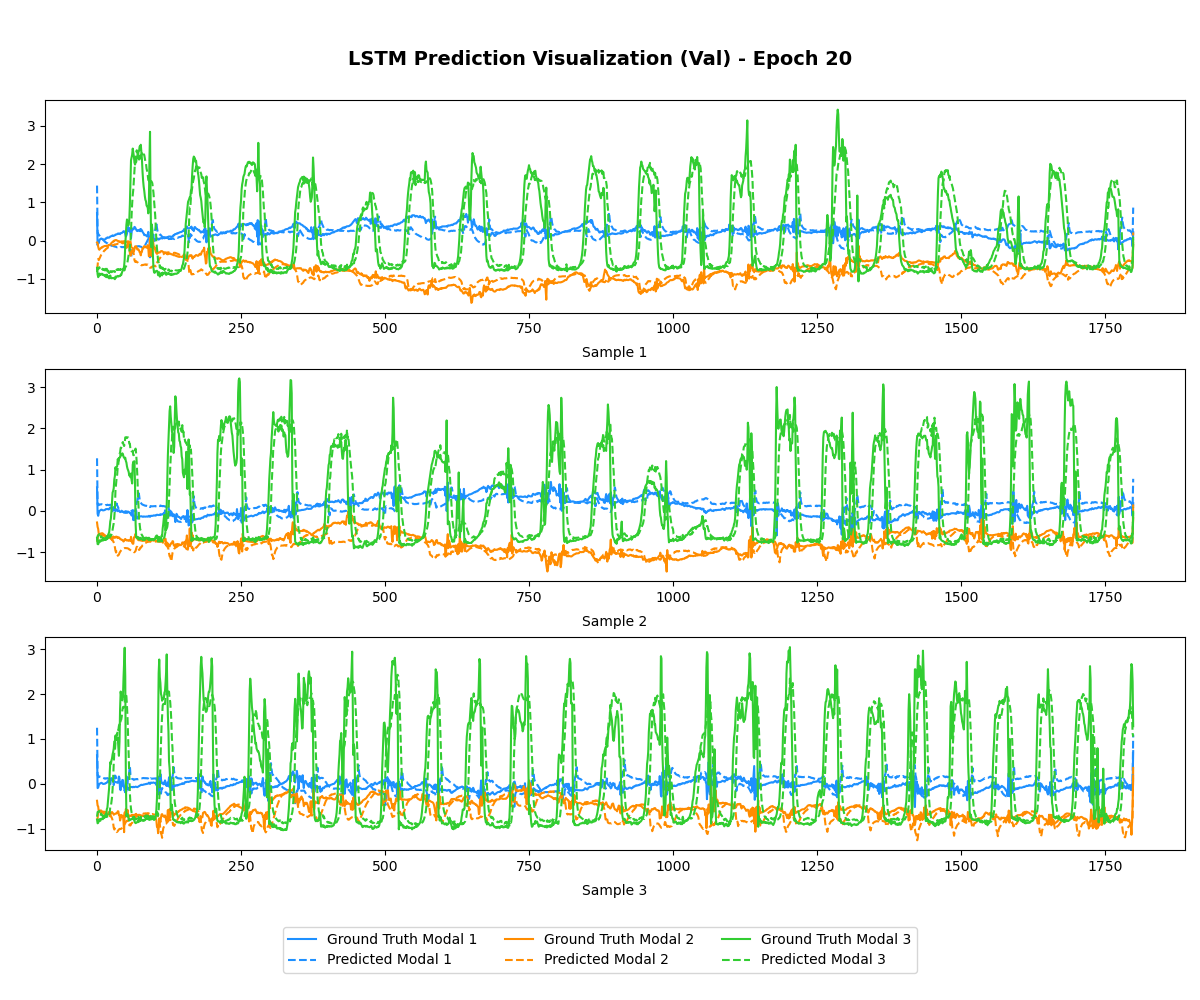 LSTM Prediction Visualization (Val) - Epoch 20
3
2
1
0
−1
0 250 500 750 1000 1250 1500 1750
Sample 1
3
2
1
0
−1
0 250 500 750 1000 1250 1500 1750
Sample 2
3
2
1
0
−1
0 250 500 750 1000 1250 1500 1750
Sample 3
Ground Truth Modal 1 Ground Truth Modal 2 Ground Truth Modal 3
Predicted Modal 1 Predicted Modal 2 Predicted Modal 3